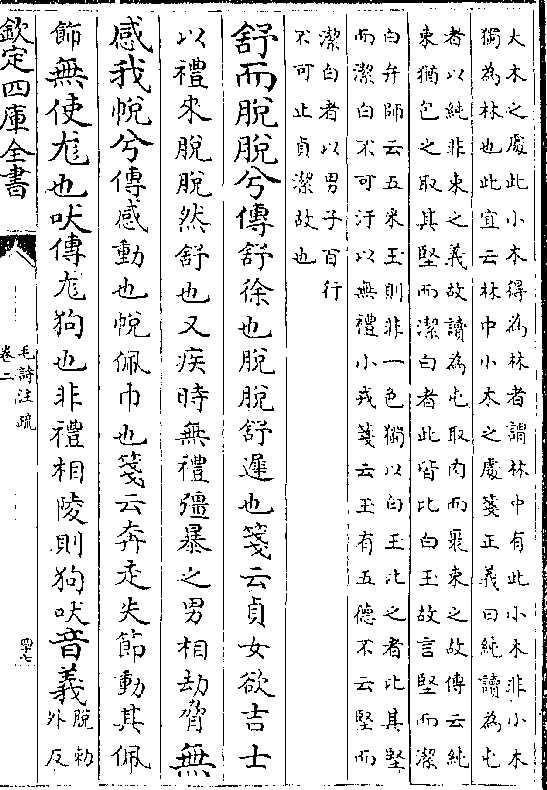 大木之處此小木得為林者謂林中有此小木非小木
獨為林也此宜云林中小木之處箋正義曰純讀為屯
者以純非束之義故讀為屯取肉而裹束之故傳云純
束猶包之取其堅而潔白者此皆比白玉故言堅而潔
白弁師云五采玉則非一色獨以白玉比之者比其堅
而潔白不可汙以無禮小戎箋云玉有五德不云堅而
潔白者以男子百行
不可止貞潔故也
舒而脫脫兮傳舒徐也脫脫舒遲也箋云貞女欲吉士
以禮來脫脫然舒也又疾時無禮彊暴之男相劫脅無
感我帨兮傳感動也帨佩巾也箋云奔走失節動其佩
飾無使尨也吠傳尨狗也非禮相陵則狗吠音義脫勅外反
欽定四庫全書
毛詩注疏
卷二
四十七